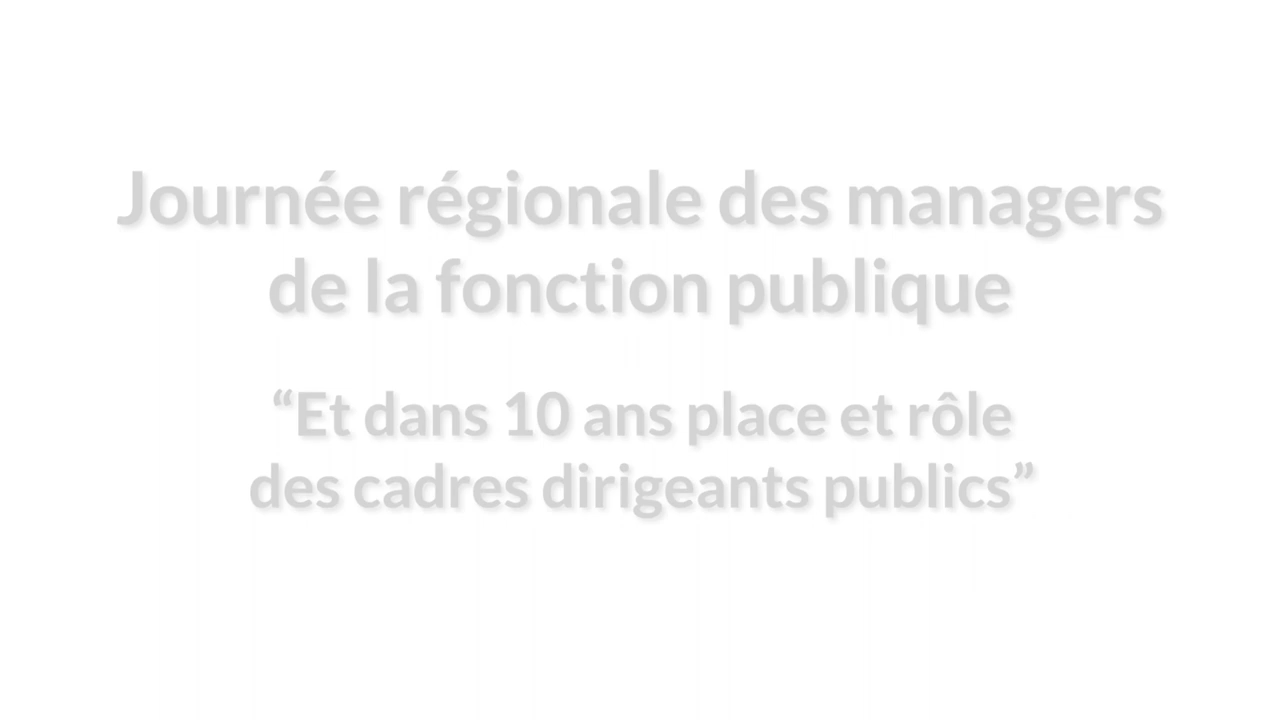 Journée régionale des managers
de la fonction publique
“Et dans 10 ans place et rôle
des cadres dirigeants publics”